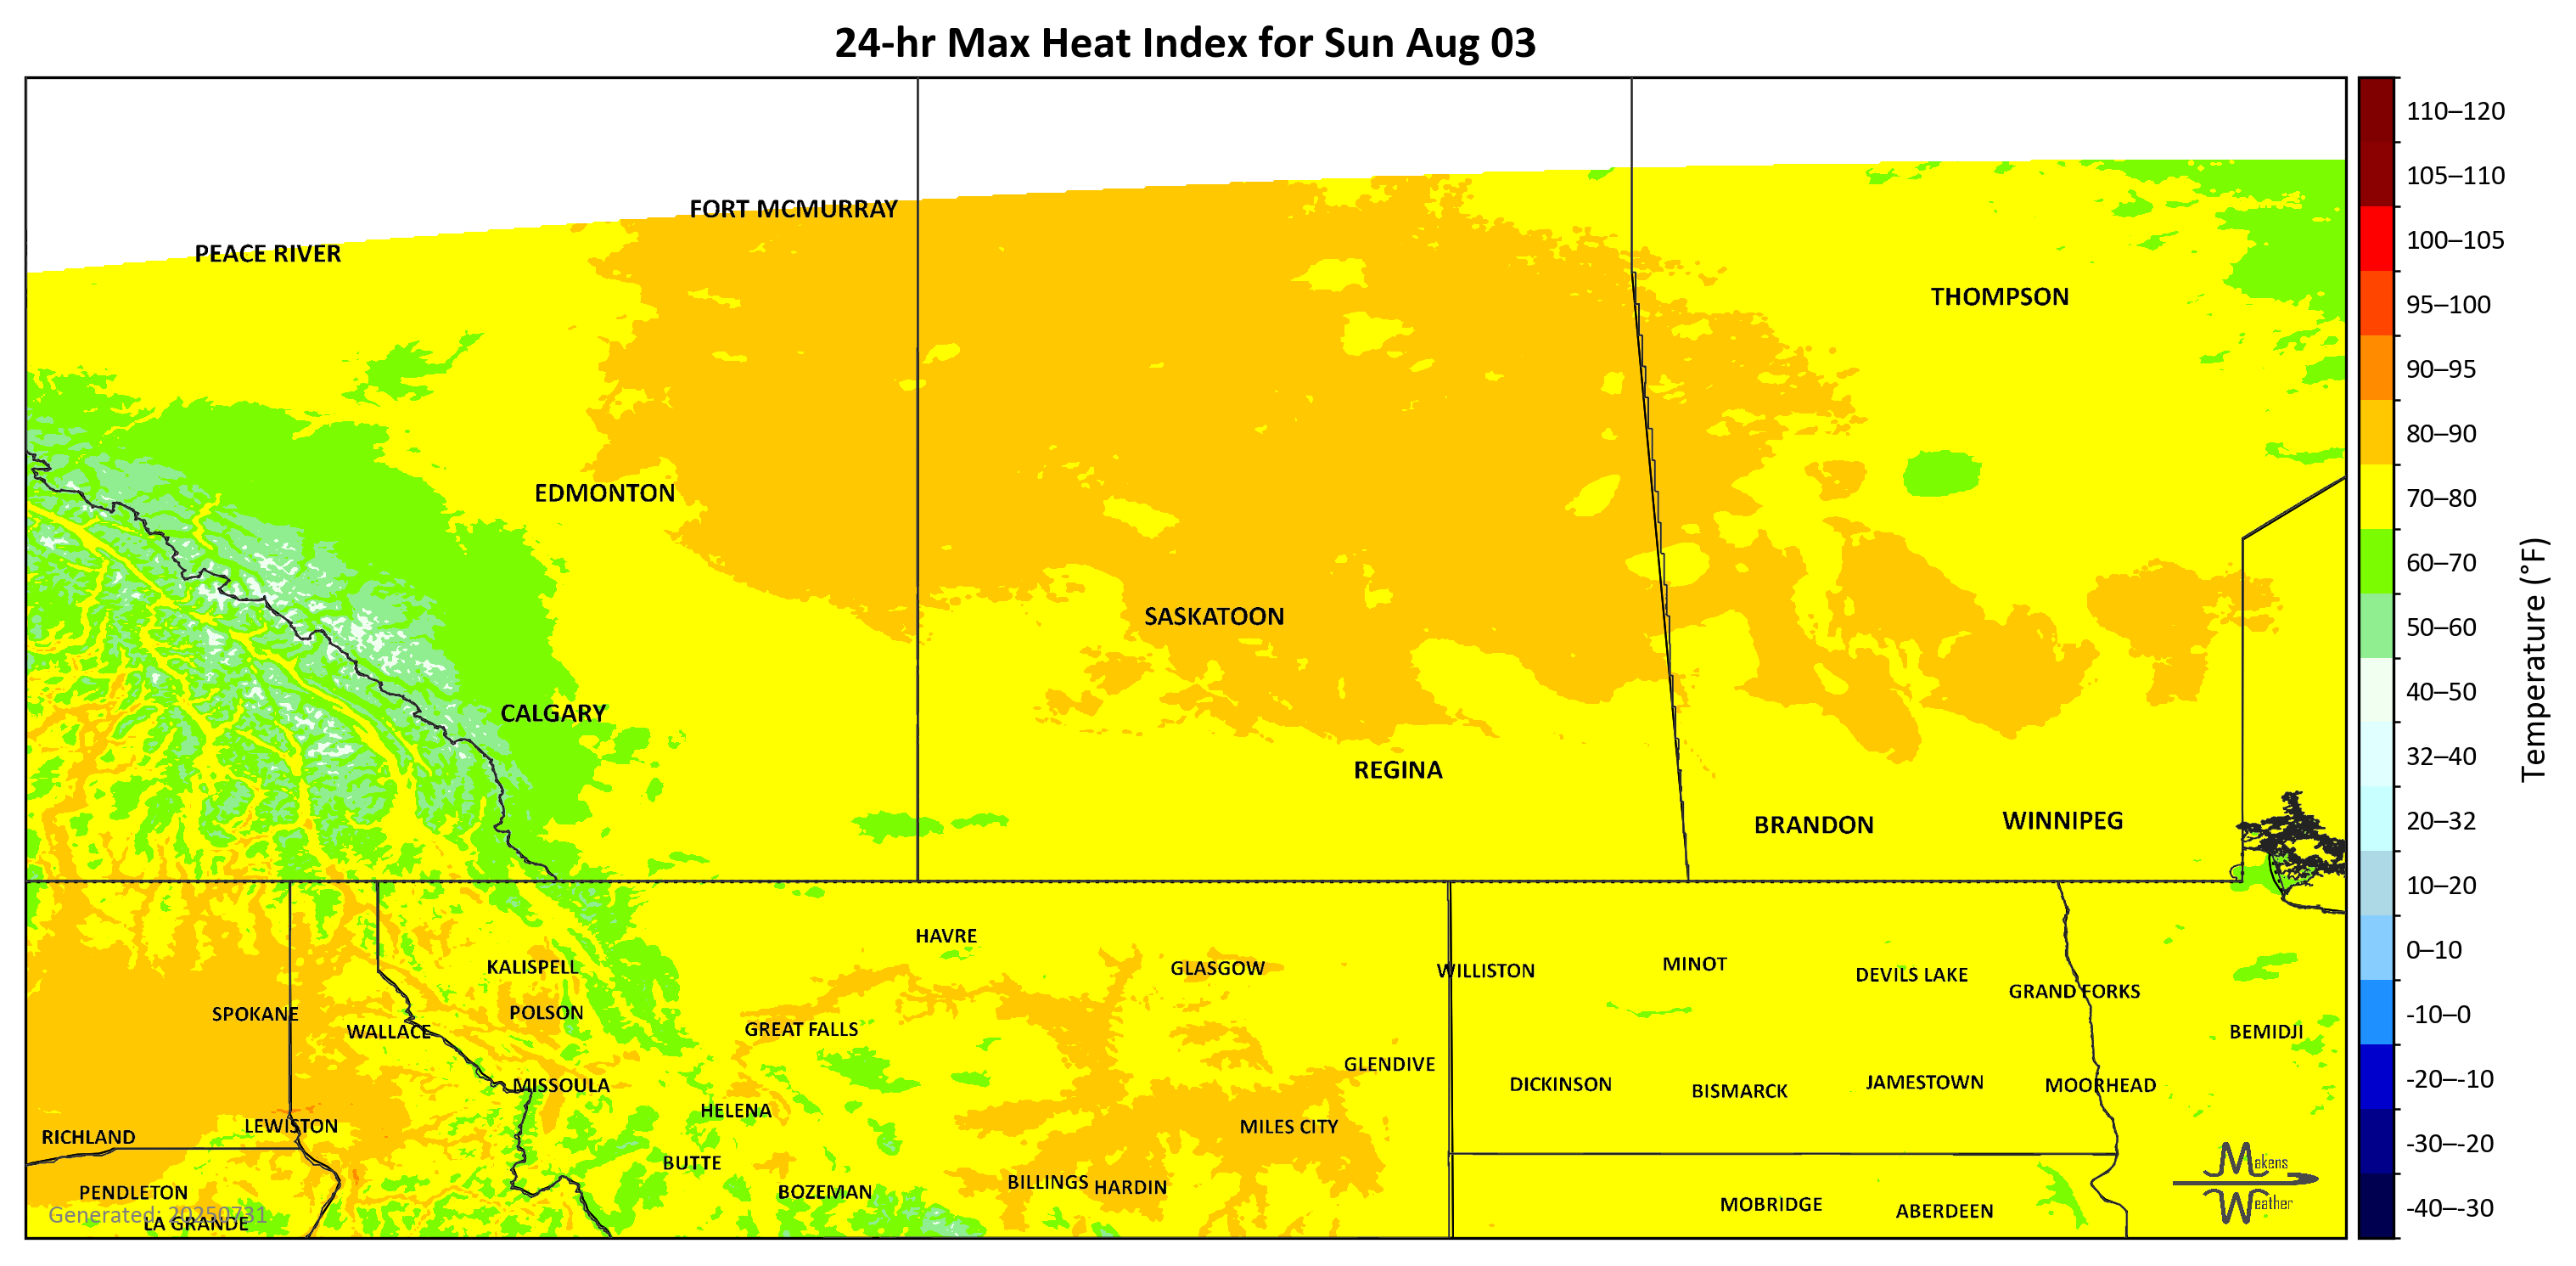 24-hr Max Heat Index for Sun Aug 03
FORT MCMURRAY
PEACE RIVER
THOMPSON
EDMONTON
SASKATOON
CALGARY
REGINA
BRANDON
WINNIPEG
HAVRE
KALISPELL
GLASGOW
WILLISTON
MINOT
DEVILS LAKE
GRAND FORKS
SPOKANE
POLSON
WALLACE
GREAT FALLS
BEMIDJI
GLENDIVE
MISSOULA
DICKINSON
BISMARCK
JAMESTOWN
MOORHEAD
HELENA
LEWISTON
MILES CITY
RICHLAND
BUTTE
BILLINGS
HARDIN
PENDLETON
BOZEMAN
MOBRIDGE
ABERDEEN
LA GRANDE
Generated: 20250731
Makens
Weather
110–120
105–110
100–105
95–100
90–95
80–90
70–80
60–70
50–60
40–50
32–40
20–32
10–20
0–10
-10–0
-20–-10
-30–-20
-40–-30
Temperature (°F)